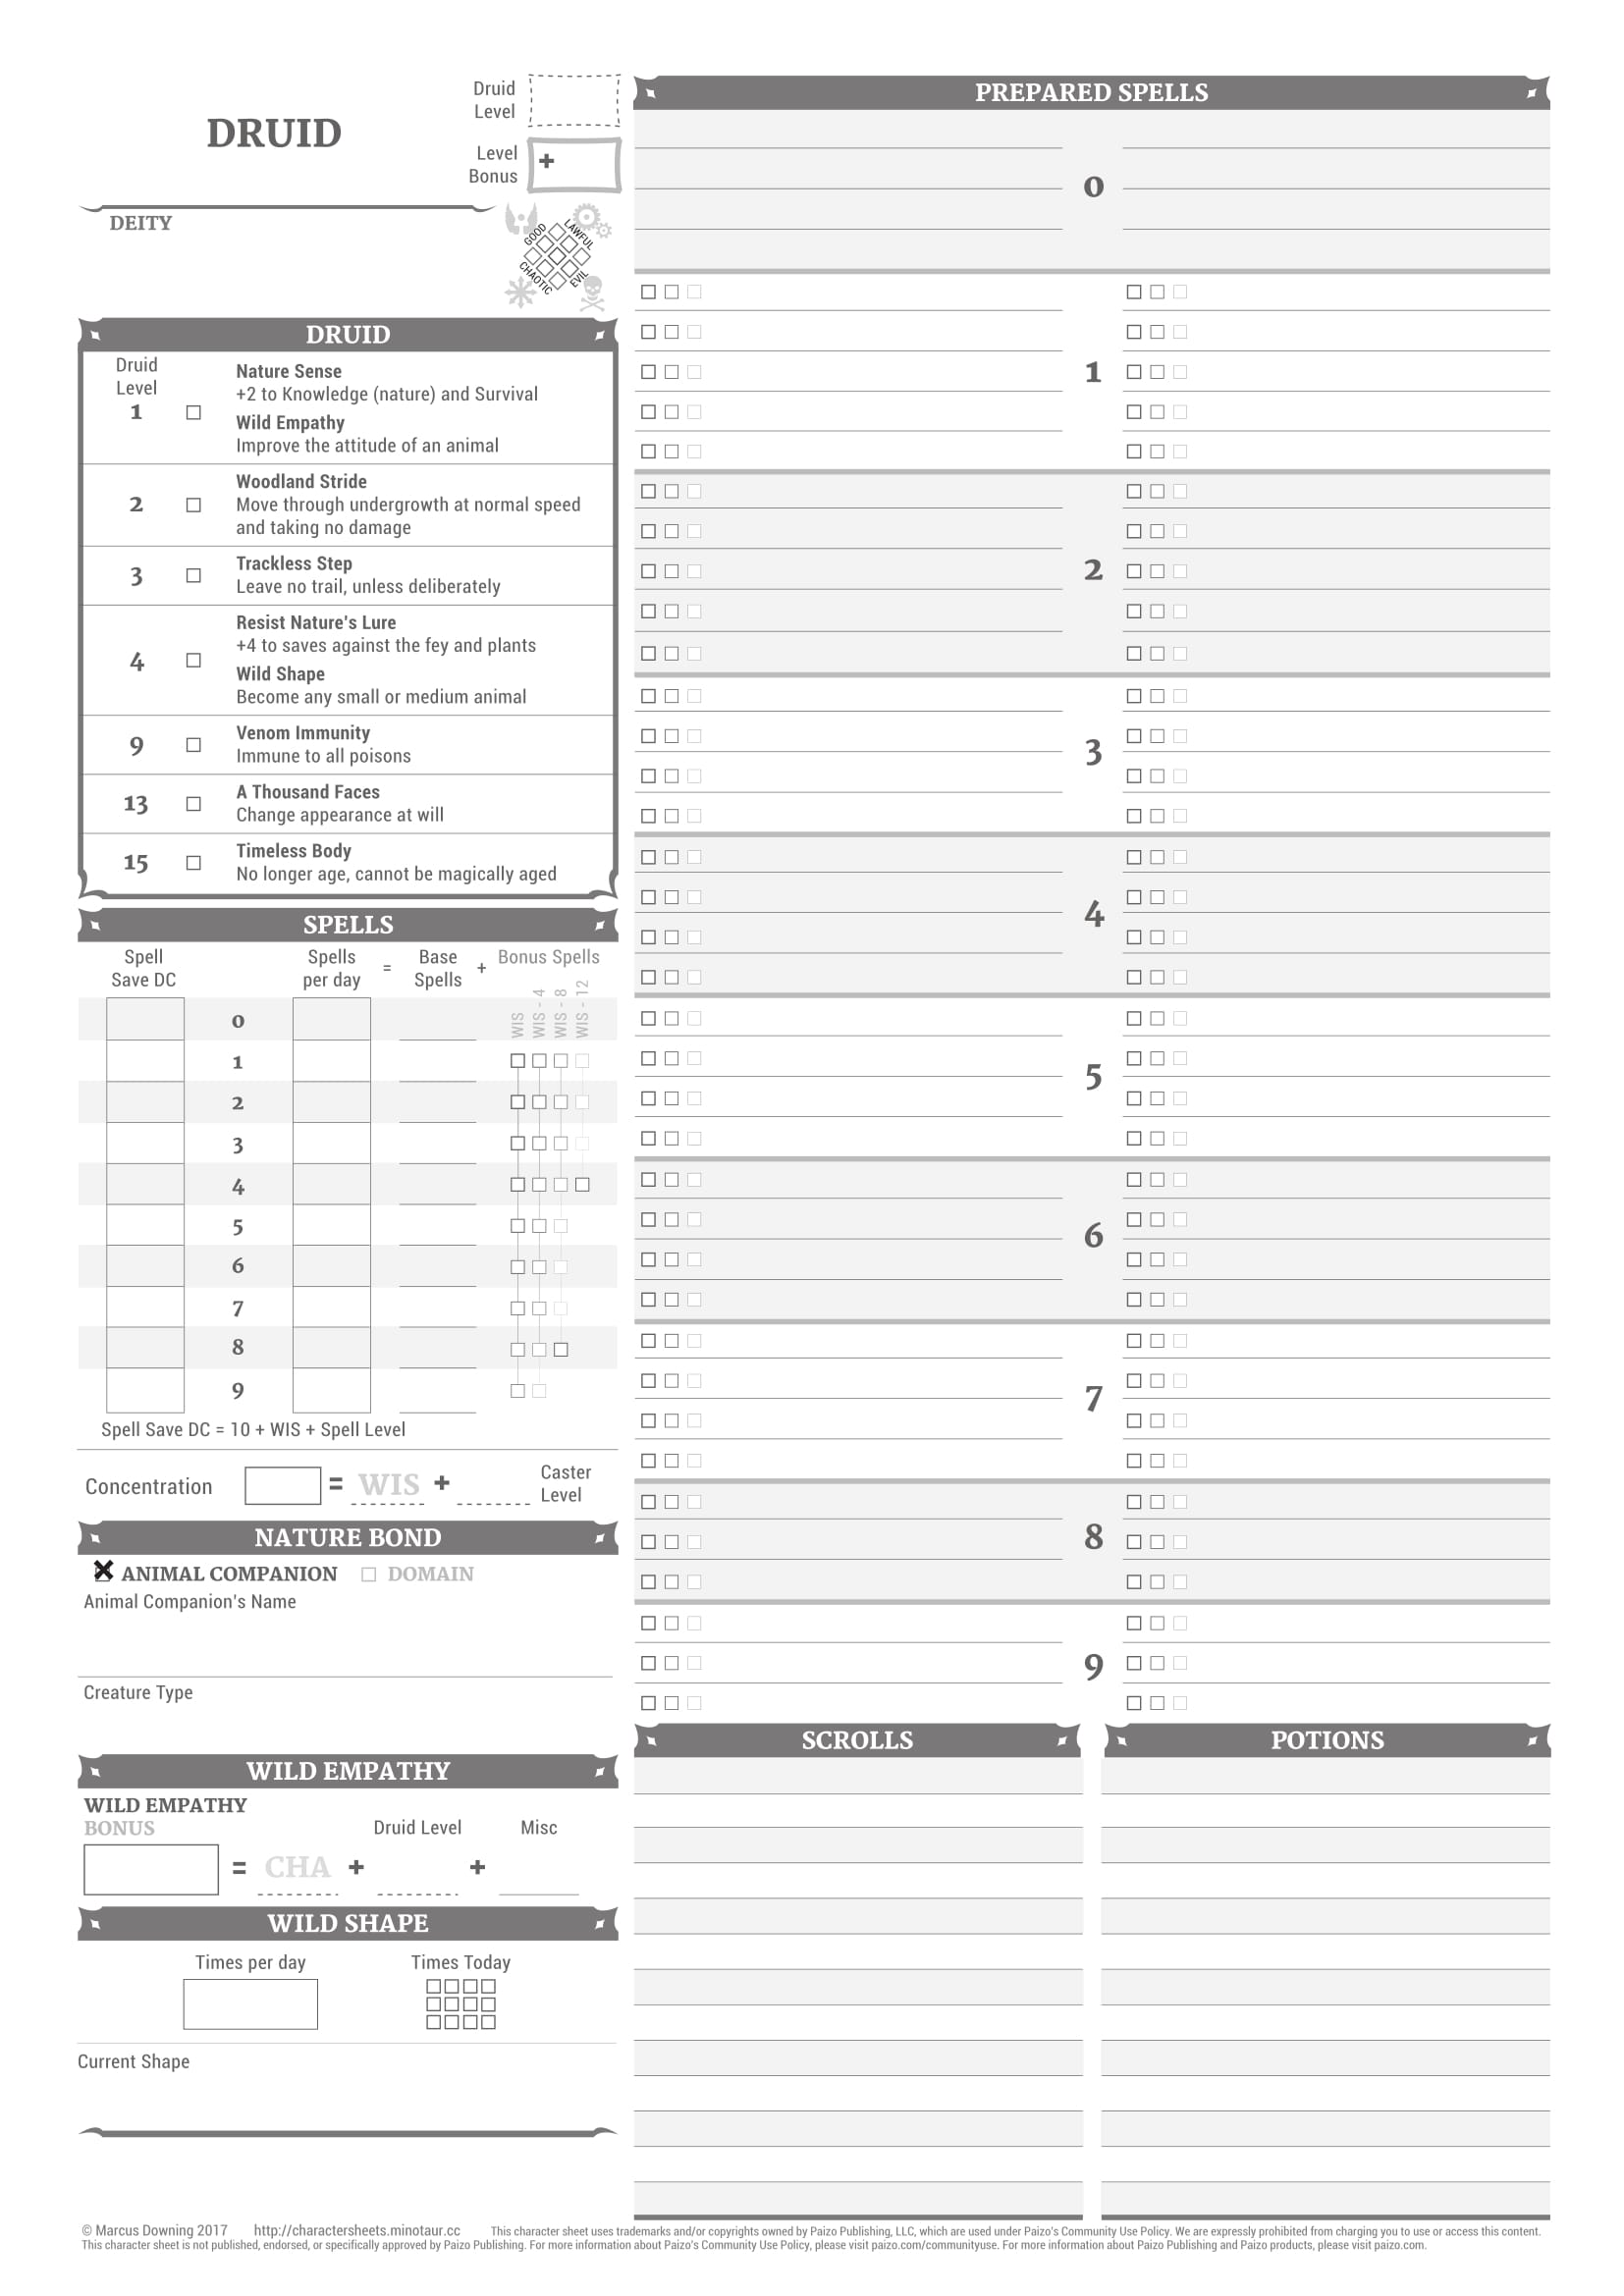 DRUID
Druid
Level
Level
Bonus
+
DEITY
GOOD
LAWFUL
CHAOTIC
EVIL
DRUID
Druid
Level
1
Nature Sense
+2 to Knowledge (nature) and Survival
Wild Empathy
Improve the attitude of an animal
2
Woodland Stride
Move through undergrowth at normal speed
and taking no damage
3
Trackless Step
Leave no trail, unless deliberately
4
Resist Nature's Lure
+4 to saves against the fey and plants
Wild Shape
Become any small or medium animal
9
Venom Immunity
Immune to all poisons
13
A Thousand Faces
Change appearance at will
15
Timeless Body
No longer age, cannot be magically aged
SPELLS
Spell
Save DC
Spells
per day
=
Base
Spells
+
Bonus Spells
WIS
WIS - 4
WIS - 8
WIS - 12
0
1
2
3
4
5
6
7
8
9
Spell Save DC = 10 + WIS + Spell Level
Concentration = WIS + Caster
Level
NATURE BOND
ANIMAL COMPANION DOMAIN
Animal Companion's Name
Creature Type
WILD EMPATHY
WILD EMPATHY
BONUS Druid Level Misc
= CHA + +
WILD SHAPE
Times per day Times Today
Current Shape
PREPARED SPELLS
0
1
2
3
4
5
6
7
8
9
SCROLLS
POTIONS
© Marcus Downing 2017 http://charactersheets.minotaur.cc This character sheet uses trademarks and/or copyrights owned by Paizo Publishing, LLC, which are used under Paizo's Community Use Policy. We are expressly prohibited from charging you to use or access this content.
This character sheet is not published, endorsed, or specifically approved by Paizo Publishing. For more information about Paizo's Community Use Policy, please visit paizo.com/communityuse. For more information about Paizo Publishing and Paizo products, please visit paizo.com.